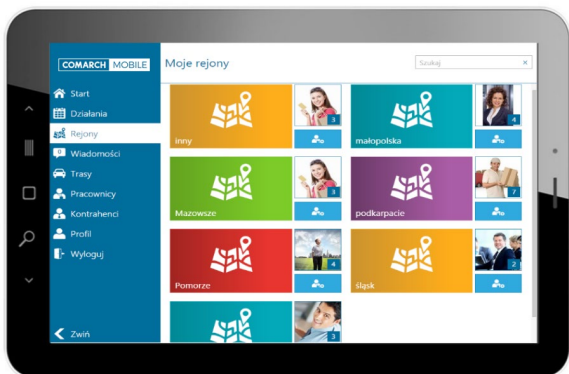 COMARCH MOBILE
Moje rejony
Szukaj
×
Start
Działania
Rejony
0
Wiadomości
Trasy
Pracownicy
Kontrahenci
Profil
Wyloguj
Zwiń
inny
3
małopolska
4
Mazowsze
3
podkarpacie
7
Pomorze
4
śląsk
2
3